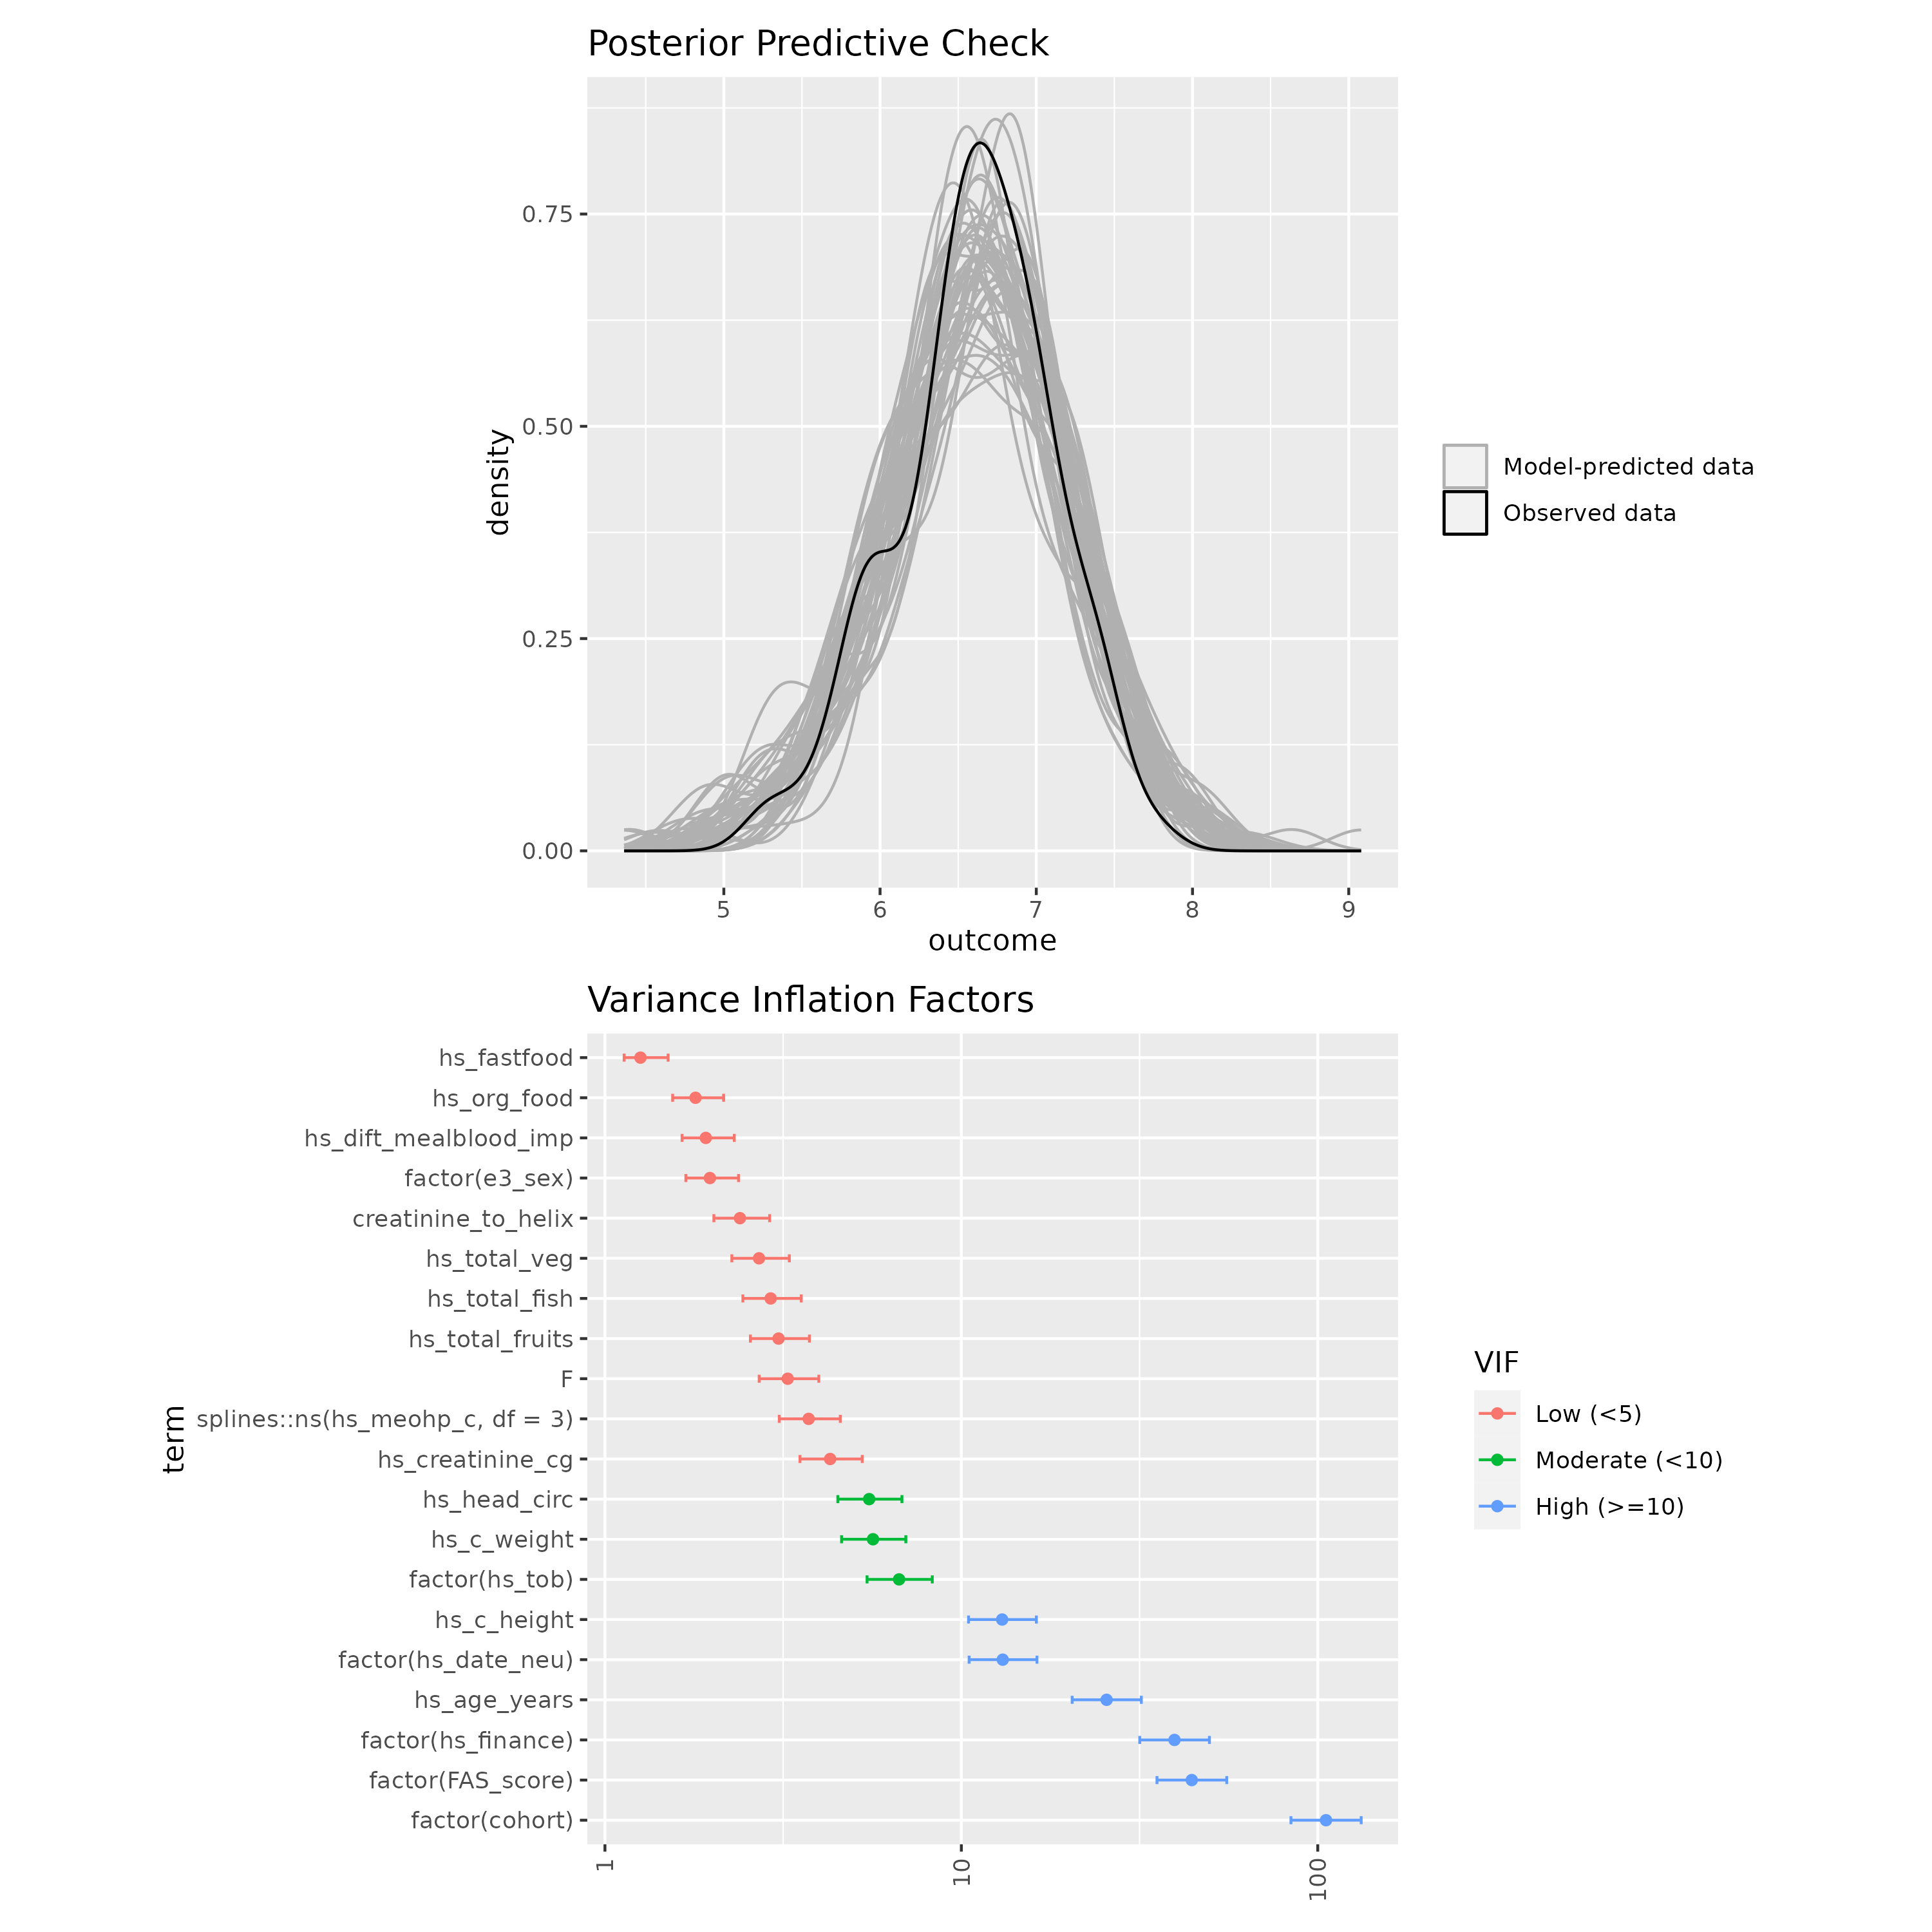 Posterior Predictive Check
0.75
0.50
0.25
0.00
density
5 6 7 8 9
outcome
Model-predicted data
Observed data
Variance Inflation Factors
hs_fastfood
hs_org_food
hs_dift_mealblood_imp
factor(e3_sex)
creatinine_to_helix
hs_total_veg
hs_total_fish
hs_total_fruits
F
splines::ns(hs_meohp_c, df = 3)
hs_creatinine_cg
hs_head_circ
hs_c_weight
factor(hs_tob)
hs_c_height
factor(hs_date_neu)
hs_age_years
factor(hs_finance)
factor(FAS_score)
factor(cohort)
term
1 10 100
VIF
Low (<5)
Moderate (<10)
High (>=10)